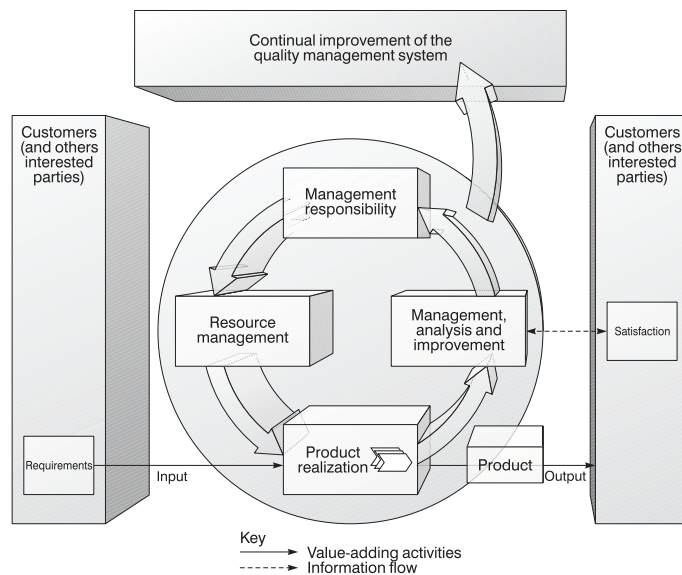 Continual improvement of the
quality management system
Customers
(and others
interested
parties)
Customers
(and others
interested
parties)
Management
responsibility
Resource
management
Management,
analysis and
improvement
Satisfaction
Product
realization
Requirements
Input
Product
Output
Key
Value-adding activities
Information flow